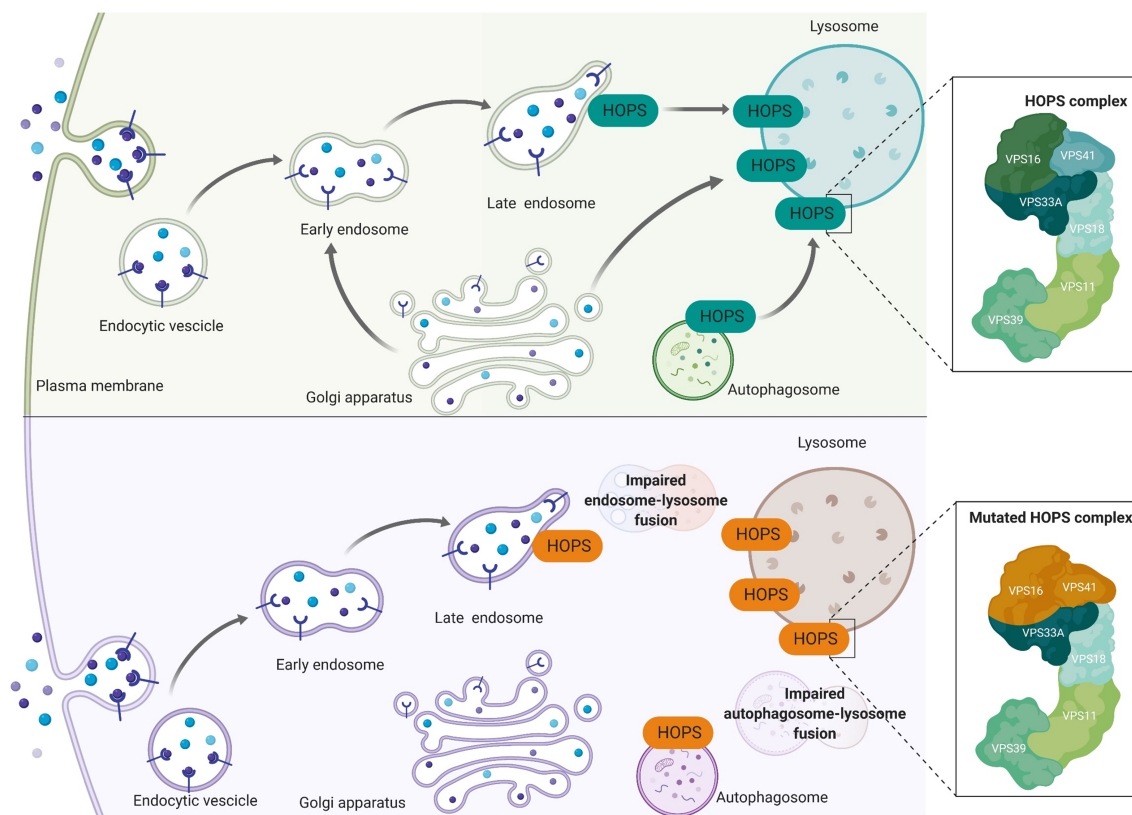 Lysosome
HOPS
HOPS
HOPS complex
VPS16
VPS41
HOPS
VPS33A
Late endosome
HOPS
VPS18
Early endosome
VPS11
Endocytic vescicle
HOPS
VPS39
Plasma membrane
Golgi apparatus
Autophagosome
Lysosome
Impaired
endosome-lysosome
fusion
HOPS
HOPS
Mutated HOPS complex
HOPS
VPS16
VPS41
Late endosome
HOPS
VPS33A
VPS18
Early endosome
Impaired
autophagosome-lysosome
fusion
VPS11
HOPS
VPS39
Endocytic vescicle
Golgi apparatus
Autophagosome